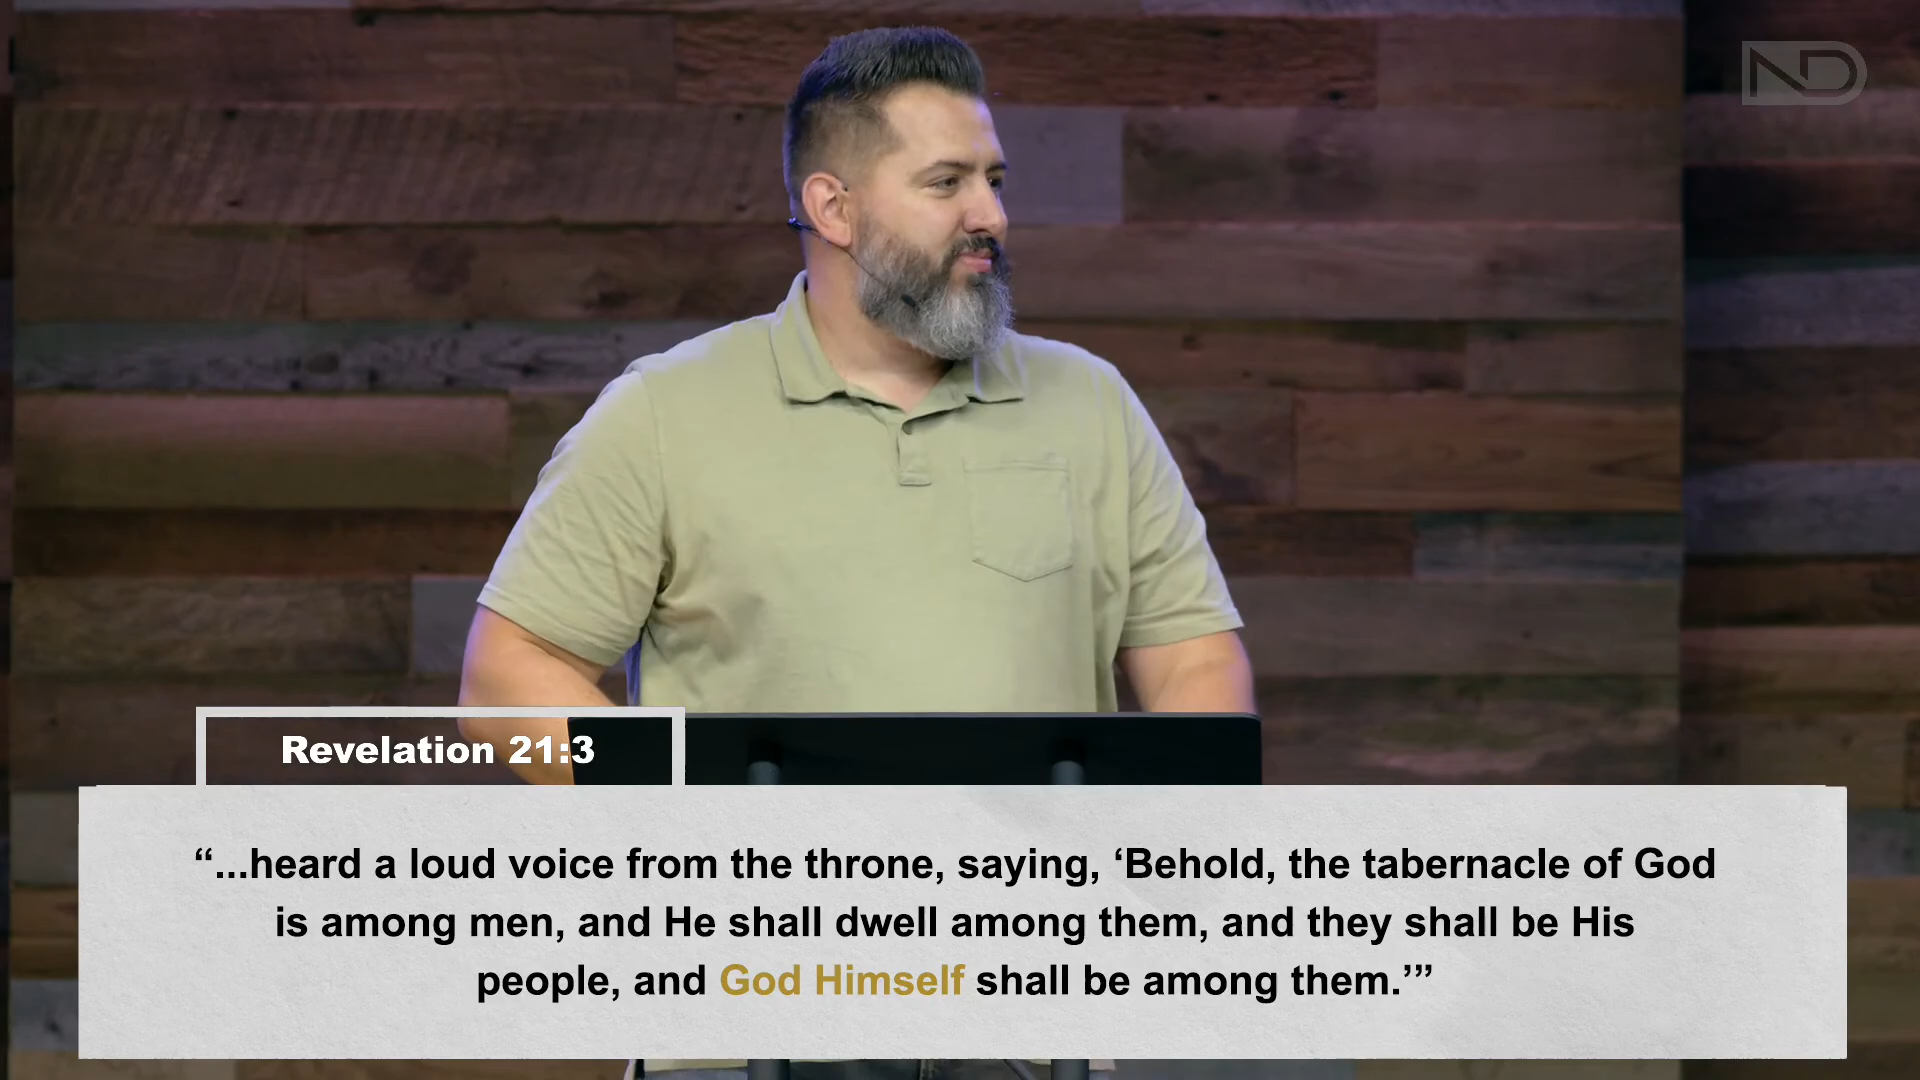 ND
Revelation 21:3
“...heard a loud voice from the throne, saying, ‘Behold, the tabernacle of God
is among men, and He shall dwell among them, and they shall be His
people, and God Himself shall be among them.’”